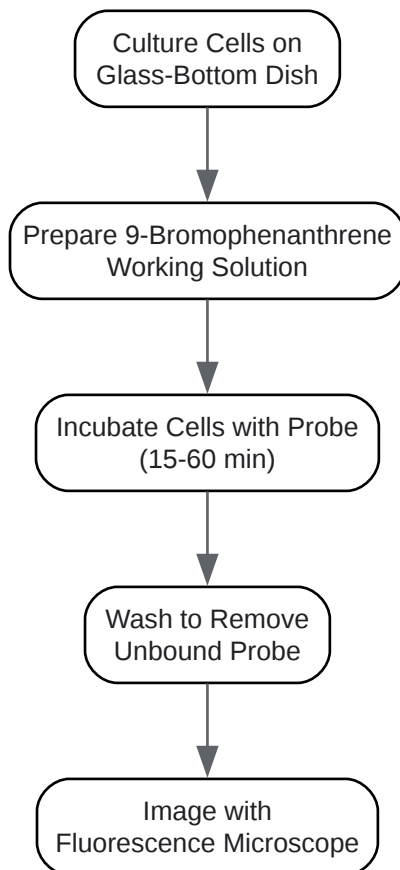 Culture Cells on
Glass-Bottom Dish
Prepare 9-Bromophenanthrene
Working Solution
Incubate Cells with Probe
(15-60 min)
Wash to Remove
Unbound Probe
Image with
Fluorescence Microscope